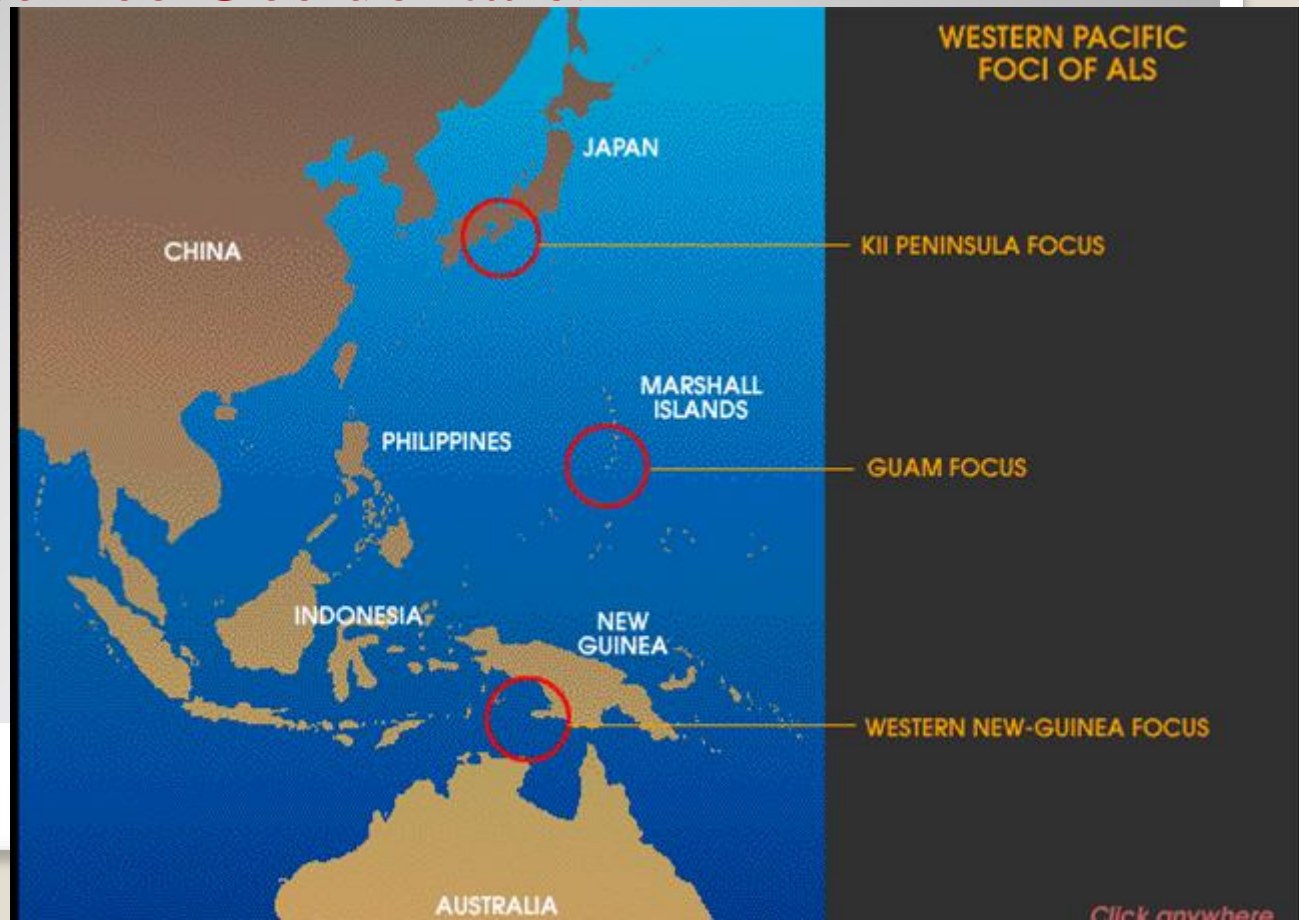 WESTERN PACIFIC
FOCI OF ALS
JAPAN
CHINA
KII PENINSULA FOCUS
MARSHALL
ISLANDS
PHILIPPINES
GUAM FOCUS
INDONESIA
NEW
GUINEA
WESTERN NEW-GUINEA FOCUS
AUSTRALIA
Click anywhere